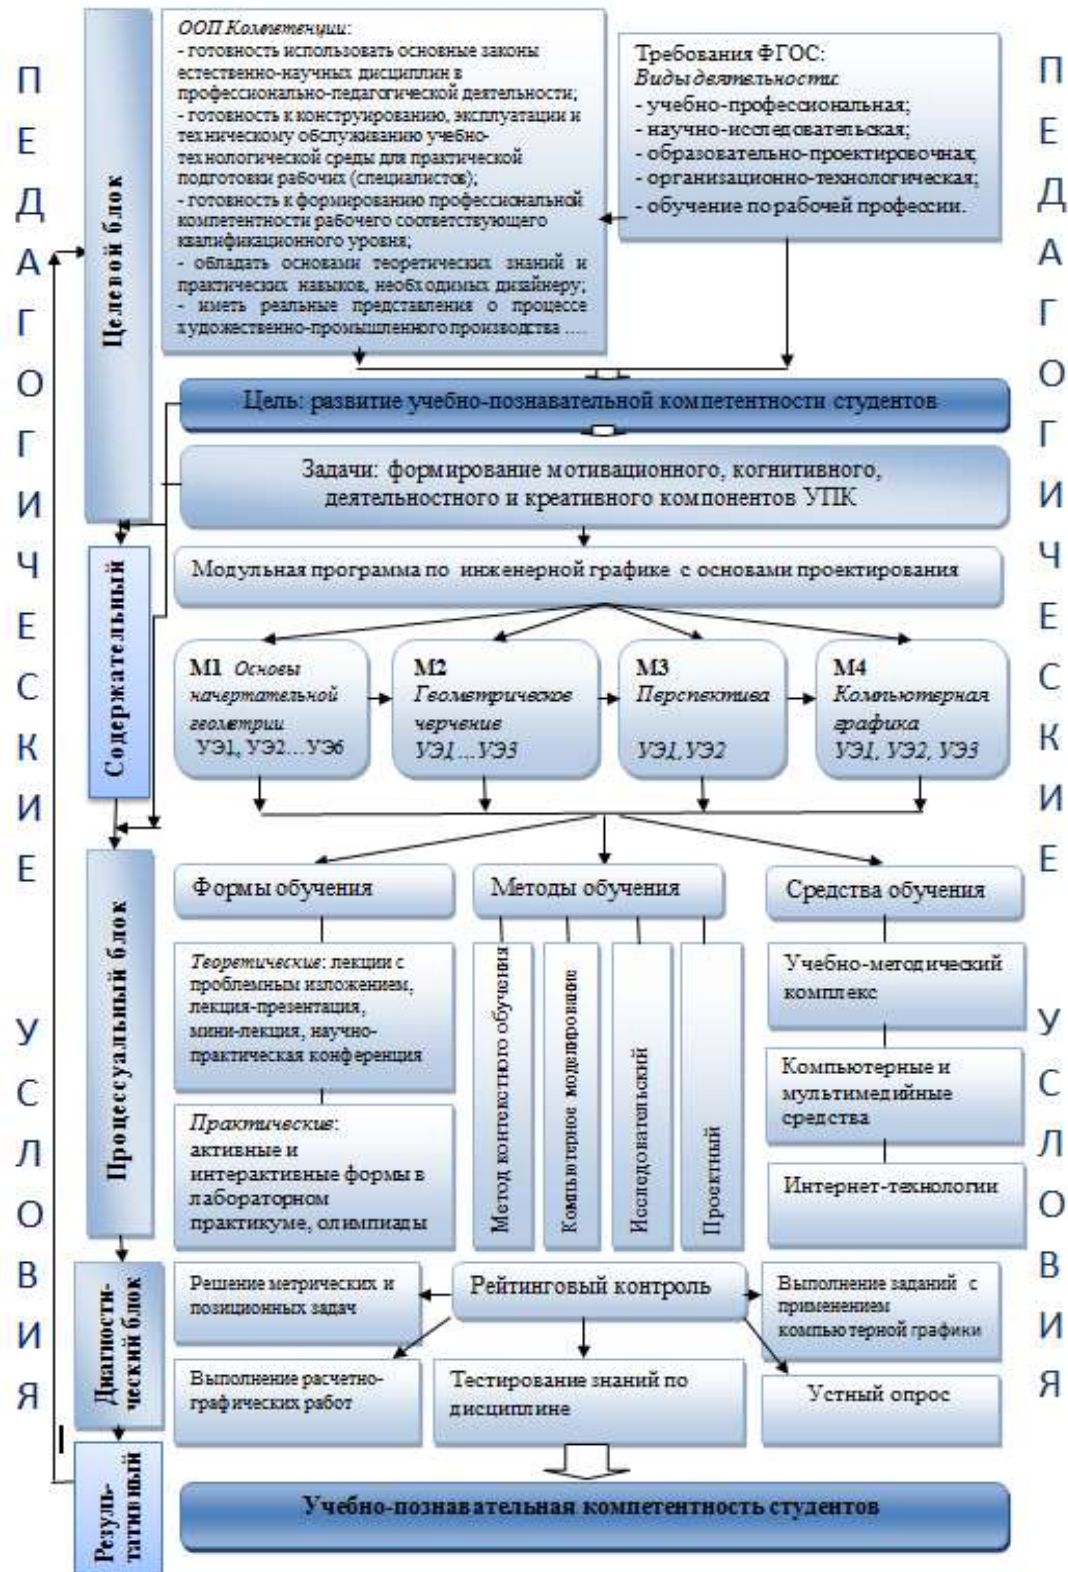 ПЕДАГОГИЧЕСКИЕ УСЛОВИЯ
Целевой блок
ООП Компетенции:
- готовность использовать основные законы
естественно-научных дисциплин в
профессионально-педагогической деятельности;
- готовность к конструированию, эксплуатации и
техническому обслуживанию учебно-
технологической среды для практической
подготовки рабочих (специалистов);
- готовность к формированию профессиональной
компетентности рабочего соответствующего
квалификационного уровня;
- обладать основами теоретических знаний и
практических навыков, необходимых дизайнеру;
- иметь реальные представления о процессе
художественно-промышленного производства ….
Требования ФГОС:
Виды деятельности:
- учебно-профессиональная;
- научно-исследовательская;
- образовательно-проектировочная;
- организационно-технологическая;
- обучение по рабочей профессии.
Цель: развитие учебно-познавательной компетентности студентов
Задачи: формирование мотивационного, когнитивного,
деятельностного и креативного компонентов УПК
Содержательный
Модульная программа по инженерной графике с основами проектирования
М1 Основы
начертательной
геометрии
УЭ1, УЭ2…УЭ6
М2
Геометрическое
черчение
УЭ1…УЭ3
М3
Перспектива
УЭ1, УЭ2
М4
Компьютерная
графика
УЭ1, УЭ2, УЭ3
Процессуальный блок
Формы обучения
Теоретические: лекции с
проблемным изложением,
лекция-презентация,
мини-лекция, научно-
практическая конференция
Практические:
активные и
интерактивные формы в
лабораторном
практикуме, олимпиады
Методы обучения
Метод контекстного обучения
Компьютерное моделирование
Исследовательский
Проектный
Средства обучения
Учебно-методический
комплекс
Компьютерные и
мультимедийные
средства
Интернет-технологии
Диагности-
ческий блок
Решение метрических и
позиционных задач
Рейтинговый контроль
Выполнение заданий с
применением
компьютерной графики
Выполнение расчетно-
графических работ
Тестирование знаний по
дисциплине
Устный опрос
Резуль-
тативный
Учебно-познавательная компетентность студентов
ПЕДАГОГИЧЕСКИЕ УСЛОВИЯ